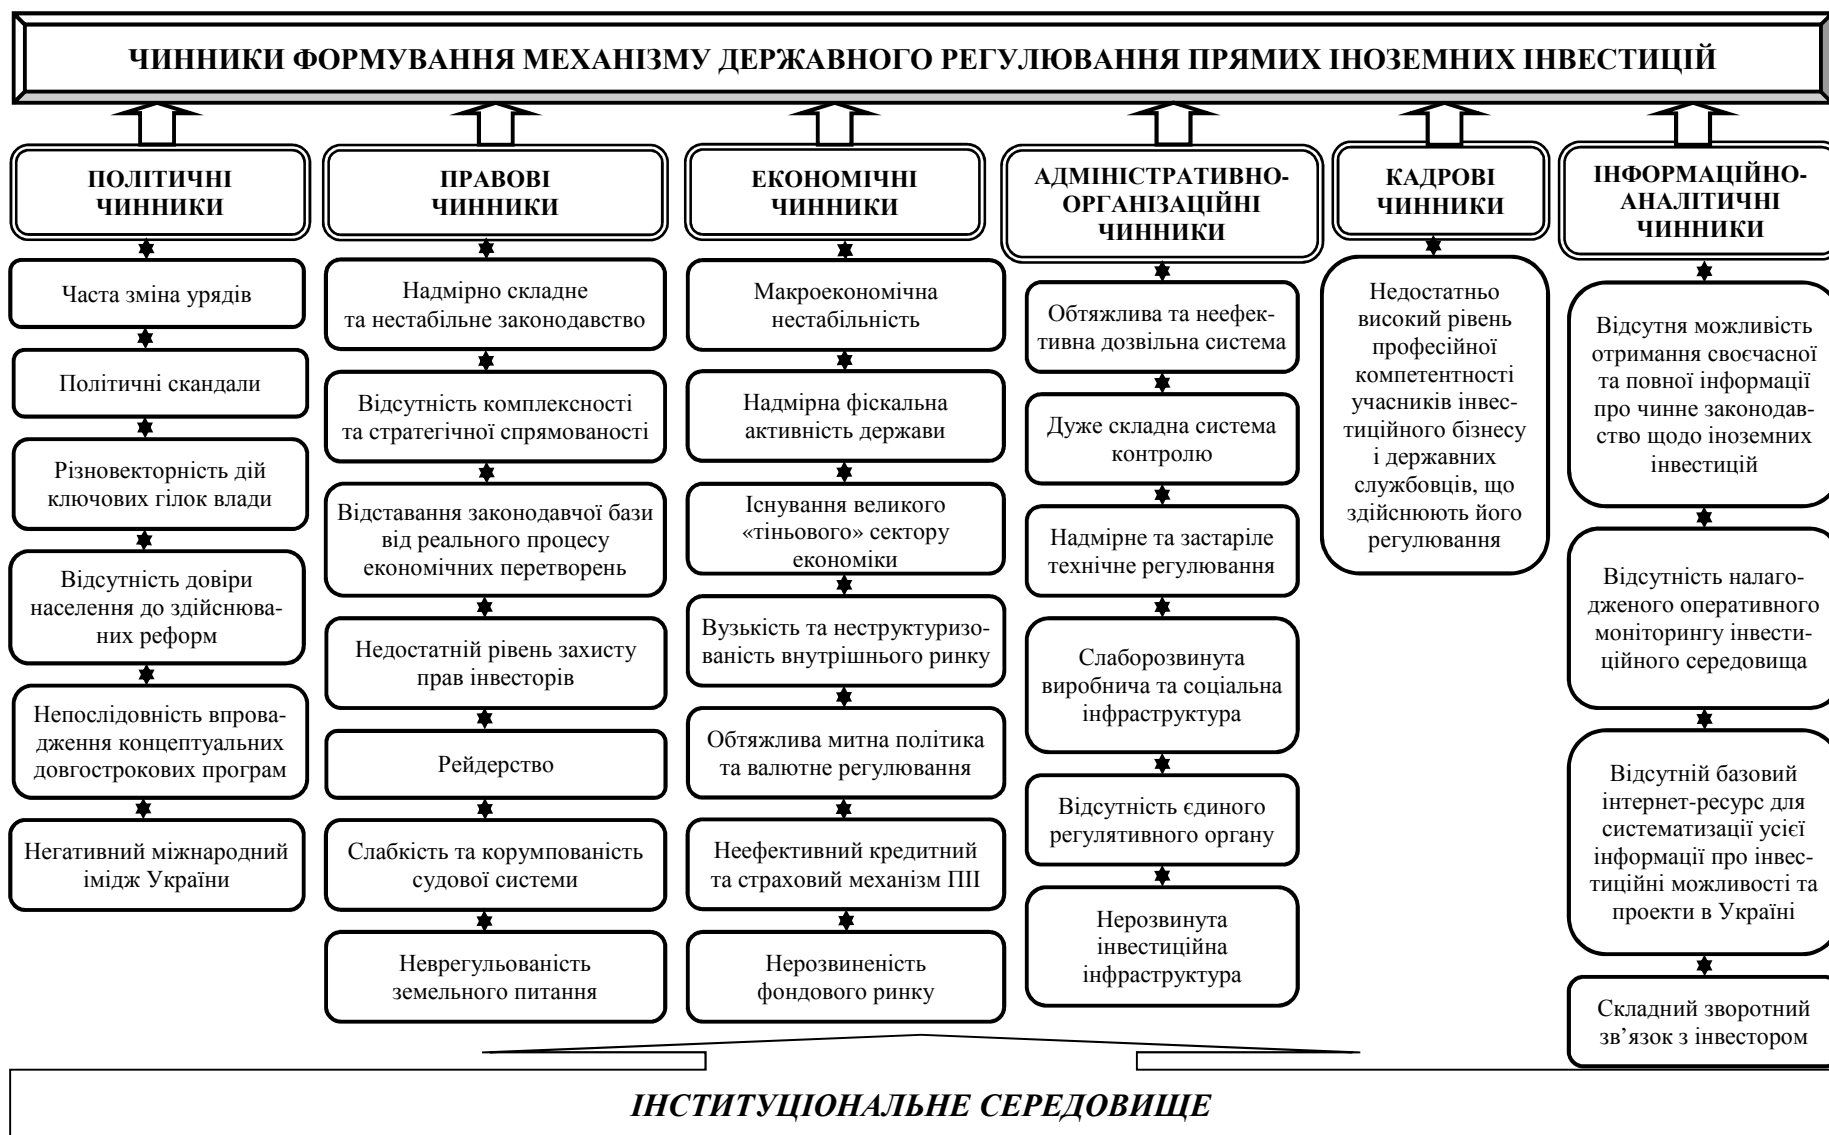 ЧИННИКИ ФОРМУВАННЯ МЕХАНІЗМУ ДЕРЖАВНОГО РЕГУЛЮВАННЯ ПРЯМИХ ІНОЗЕМНИХ ІНВЕСТИЦІЙ
ПОЛІТИЧНІ
ЧИННИКИ
Часта зміна урядів
Політичні скандали
Різновекторність дій
ключових гілок влади
Відсутність довіри
населення до здійснюва-
них реформ
Непослідовність впрова-
дження концептуальних
довгострокових програм
Негативний міжнародний
імідж України
ПРАВОВІ
ЧИННИКИ
Надмірно складне
та нестабільне законодавство
Відсутність комплексності
та стратегічної спрямованості
Відставання законодавчої бази
від реального процесу
економічних перетворень
Недостатній рівень захисту
прав інвесторів
Рейдерство
Слабкість та корумпованість
судової системи
Неврегульованість
земельного питання
ЕКОНОМІЧНІ
ЧИННИКИ
Макроекономічна
нестабільність
Надмірна фіскальна
активність держави
Існування великого
«тіньового» сектору
економіки
Вузькість та неструктуризо-
ваність внутрішнього ринку
Обтяжлива митна політика
та валютне регулювання
Неефективний кредитний
та страховий механізм ПІІ
Нерозвиненість
фондового ринку
АДМІНІСТРАТИВНО-
ОРГАНІЗАЦІЙНІ
ЧИННИКИ
Обтяжлива та неефек-
тивна дозвільна система
Дуже складна система
контролю
Надмірне та застаріле
технічне регулювання
Слаборозвинута
виробнича та соціальна
інфраструктура
Відсутність єдиного
регулятивного органу
Нерозвинута
інвестиційна
інфраструктура
КАДРОВІ
ЧИННИКИ
Недостатньо
високий рівень
професійної
компетентності
учасників інвес-
тиційного бізнесу
і державних
службовців, що
здійснюють його
регулювання
ІНФОРМАЦІЙНО-
АНАЛІТИЧНІ
ЧИННИКИ
Відсутня можливість
отримання своєчасної
та повної інформації
про чинне законодав-
ство щодо іноземних
інвестицій
Відсутність налаго-
дженого оперативного
моніторингу інвести-
ційного середовища
Відсутній базовий
інтернет-ресурс для
систематизації усієї
інформації про інвес-
тиційні можливості та
проекти в Україні
Складний зворотний
зв’язок з інвестором
ІНСТИТУЦІОНАЛЬНЕ СЕРЕДОВИЩЕ